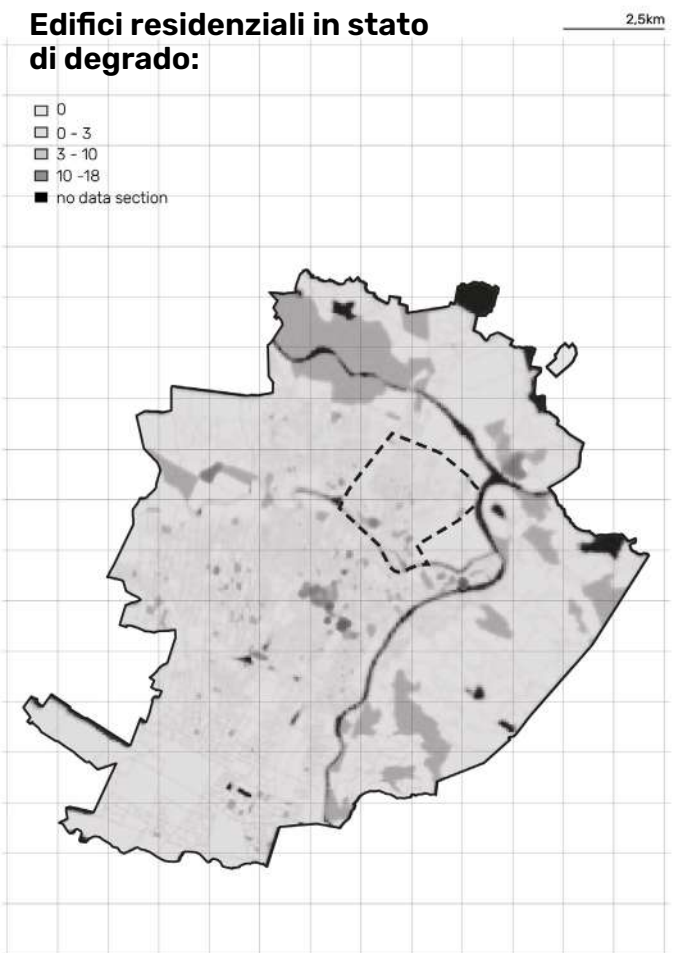 Edifici residenziali in stato
di degrado:
2,5km
0
0 - 3
3 - 10
10 -18
no data section